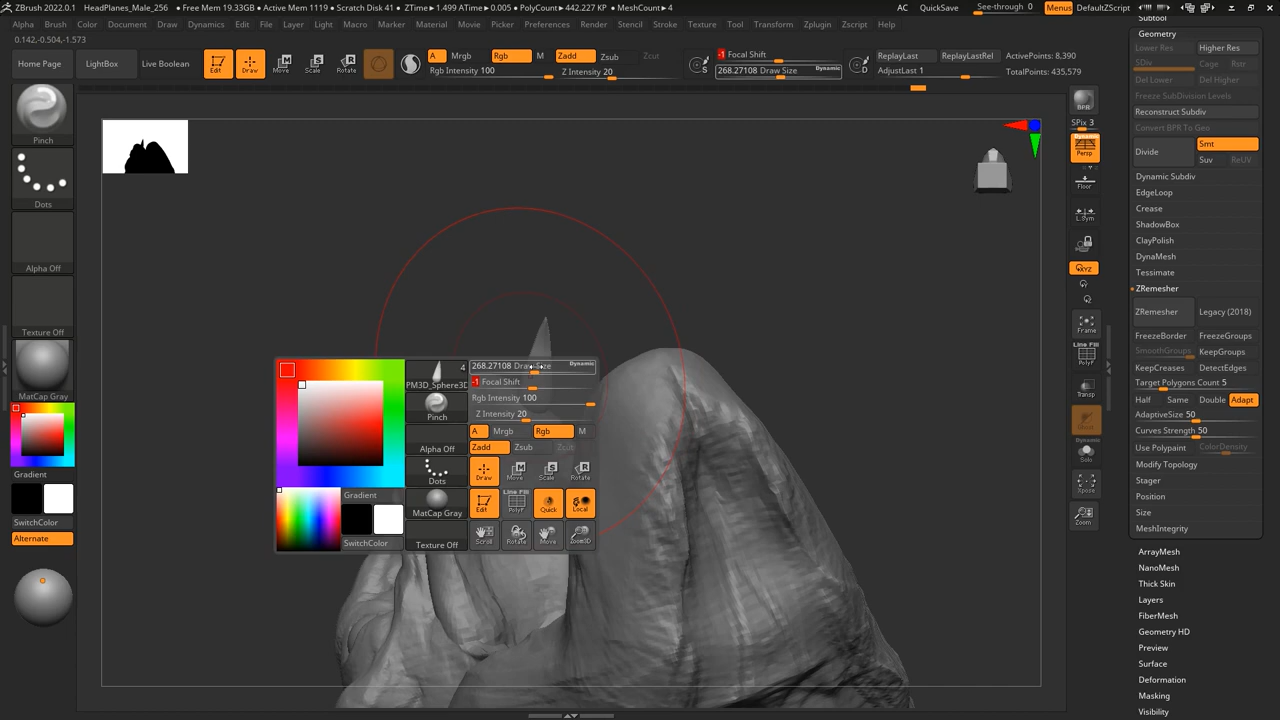 ZBrush 2022.0.1 HeadPlanes_Male_256 ● Free Mem 19.33GB ● Active Mem 1119 ● Scratch Disk 41 ● ZTime ▸ 1.499 ATime ▸ 0.005 ● PolyCount ▸ 442.227 KP ● MeshCount ▸ 4 AC QuickSave See-through 0 Menus DefaultZScript
Alpha Brush Color Document Draw Dynamics Edit File Layer Light Macro Marker Material Movie Picker Preferences Render Stencil Stroke Texture Tool Transform Zplugin Zscript Help
0.142,-0.504,-1.573
Home Page
LightBox
Live Boolean
Edit
Draw
Move
Scale
Rotate
A Mrgb Rgb M Zadd Zsub Zcut
Rgb Intensity 100 Z Intensity 20
S
-1 Focal Shift
268.27108 Draw Size Dynamic
D
ReplayLast ReplayLastRel ActivePoints: 8,390
AdjustLast 1 TotalPoints: 435,579
Pinch
Dots
Alpha Off
Texture Off
MatCap Gray
Gradient
SwitchColor
Alternate
4
PM3D_Sphere3D
Pinch
Alpha Off
Dots
MatCap Gray
Texture Off
Gradient
SwitchColor
268.27108 Draw Size Dynamic
-1 Focal Shift
Rgb Intensity 100
Z Intensity 20
A Mrgb Rgb M
Zadd Zsub Zcut
Draw Move Scale Rotate
Line Fill
Edit PolyF Quick Local
Scroll Rotate Move Zoom3D
BPR
SPix 3
Dynamic
Persp
Floor
L.Sym
XYZ
Frame
Line Fill
PolyF
Transp
Dynamic
Solo
Xpose
Zoom
Subtool
Geometry
Lower Res Higher Res
SDiv Cage Rstr
Del Lower Del Higher
Freeze SubDivision Levels
Reconstruct Subdiv
Convert BPR To Geo
Divide Smt
Suv ReUV
Dynamic Subdiv
EdgeLoop
Crease
ShadowBox
ClayPolish
DynaMesh
Tessimate
ZRemesher
ZRemesher Legacy (2018)
FreezeBorder FreezeGroups
SmoothGroups KeepGroups
KeepCreases DetectEdges
Target Polygons Count 5
Half Same Double Adapt
AdaptiveSize 50
Curves Strength 50
Use Polypaint ColorDensity
Modify Topology
Stager
Position
Size
MeshIntegrity
ArrayMesh
NanoMesh
Thick Skin
Layers
FiberMesh
Geometry HD
Preview
Surface
Deformation
Masking
Visibility